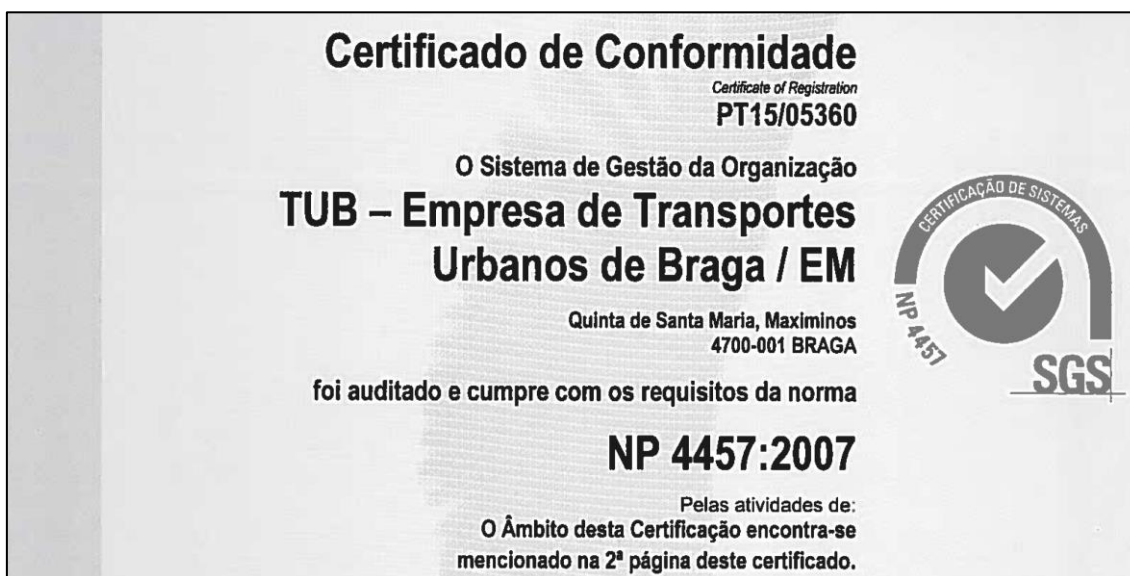 Certificado de Conformidade
Certificate of Registration
PT15/05360
O Sistema de Gestão da Organização
TUB – Empresa de Transportes
Urbanos de Braga / EM
Quinta de Santa Maria, Maximinos
4700-001 BRAGA
foi auditado e cumpre com os requisitos da norma
NP 4457:2007
Pelas atividades de:
O Âmbito desta Certificação encontra-se
mencionado na 2ª página deste certificado.
CERTIFICAÇÃO DE SISTEMAS
NP 4457
SGS